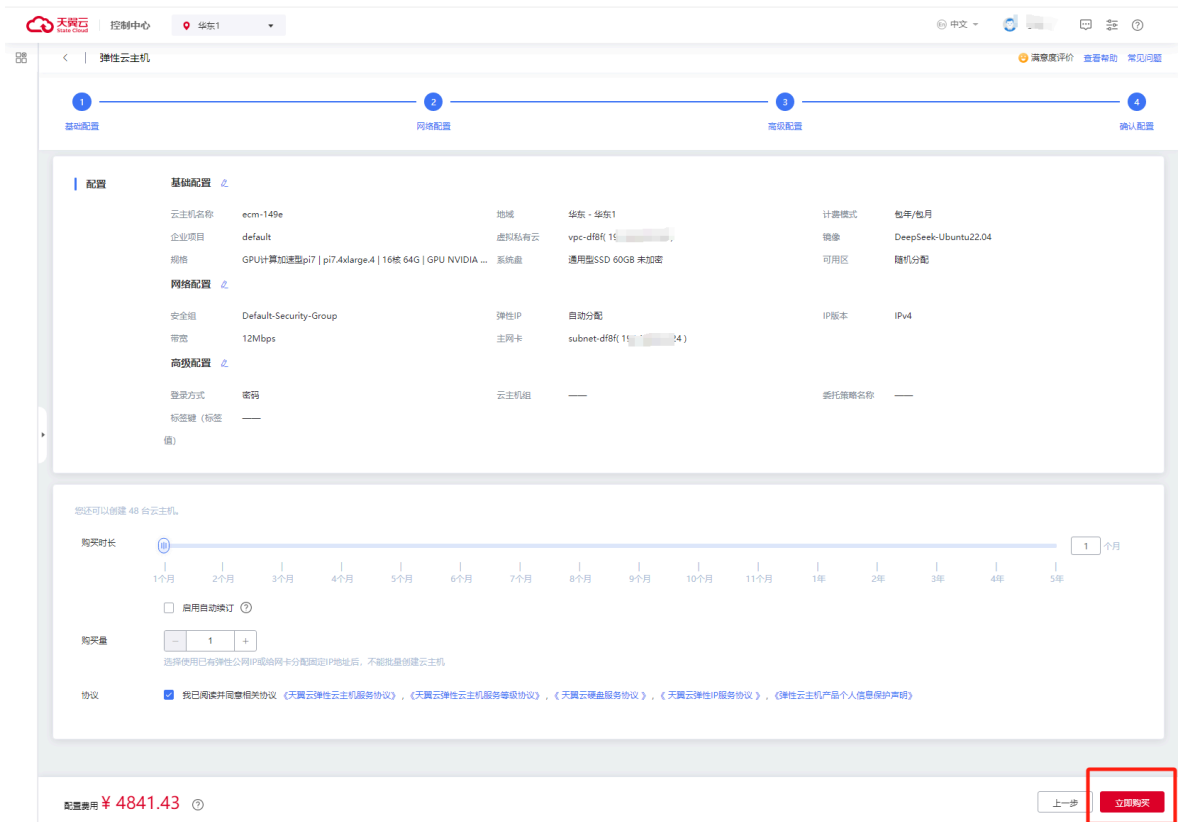 天翼云 State Cloud 控制中心 华东1 中文
弹性云主机 满意度评价 查看帮助 常见问题
1 2 3 4
基础配置 网络配置 高级配置 确认配置
配置 基础配置
云主机名称 ecm-149e 地域 华东 - 华东1 计费模式 包年/包月
企业项目 default 虚拟私有云 vpc-df8f( 19 镜像 DeepSeek-Ubuntu22.04
规格 GPU计算加速型pi7 | pi7.4xlarge.4 | 16核 64G | GPU NVIDIA ... 系统盘 通用型SSD 60GB 未加密 可用区 随机分配
网络配置
安全组 Default-Security-Group 弹性IP 自动分配 IP版本 IPv4
带宽 12Mbps 主网卡 subnet-df8f( 19 24 )
高级配置
登录方式 密码 云主机组 —— 委托策略名称 ——
标签键（标签 ——
值）
您还可以创建 48 台云主机。
购买时长 1 个月
1个月 2个月 3个月 4个月 5个月 6个月 7个月 8个月 9个月 10个月 11个月 1年 2年 3年 4年 5年
启用自动续订 ?
购买量 − 1 +
选择使用已有弹性公网IP或给网卡分配固定IP地址后，不能批量创建云主机
协议 我已阅读并同意相关协议 《天翼云弹性云主机服务协议》，《天翼云弹性云主机服务等级协议》，《 天翼云硬盘服务协议 》，《 天翼云弹性IP服务协议 》，《弹性云主机产品个人信息保护声明》
配置费用 ¥ 4841.43 ? 上一步 立即购买